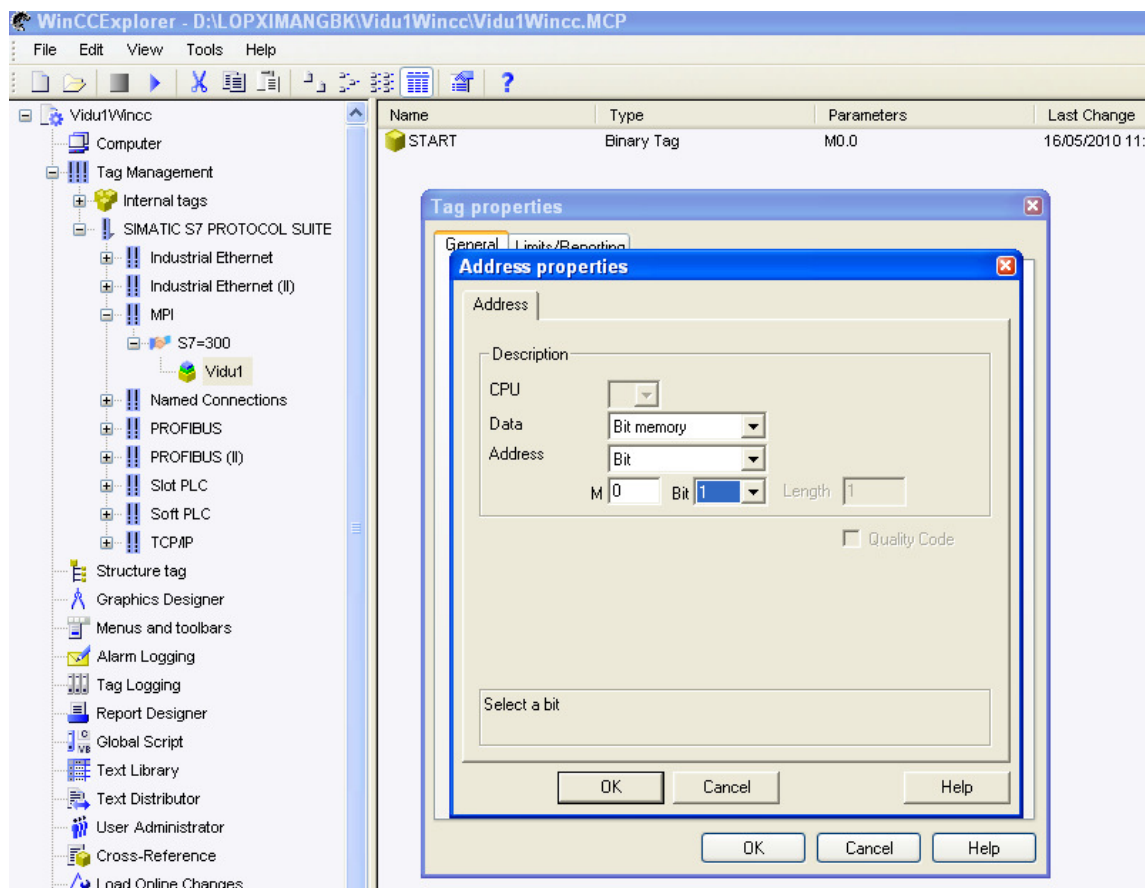 WinCCExplorer - D:\LOPXIMANGBK\Vidu1Wincc\Vidu1Wincc.MCP
File Edit View Tools Help
Vidu1Wincc
Computer
Tag Management
Internal tags
SIMATIC S7 PROTOCOL SUITE
Industrial Ethernet
Industrial Ethernet (II)
MPI
S7=300
Vidu1
Named Connections
PROFIBUS
PROFIBUS (II)
Slot PLC
Soft PLC
TCP/IP
Structure tag
Graphics Designer
Menus and toolbars
Alarm Logging
Tag Logging
Report Designer
Global Script
Text Library
Text Distributor
User Administrator
Cross-Reference
Load Online Changes
Name Type Parameters Last Change
START Binary Tag M0.0 16/05/2010 11:
Tag properties
General Limits/Reporting
Address properties
Address
Description
CPU
Data Bit memory
Address Bit
M 0 Bit 1 Length 1
Quality Code
Select a bit
OK Cancel Help
OK Cancel Help